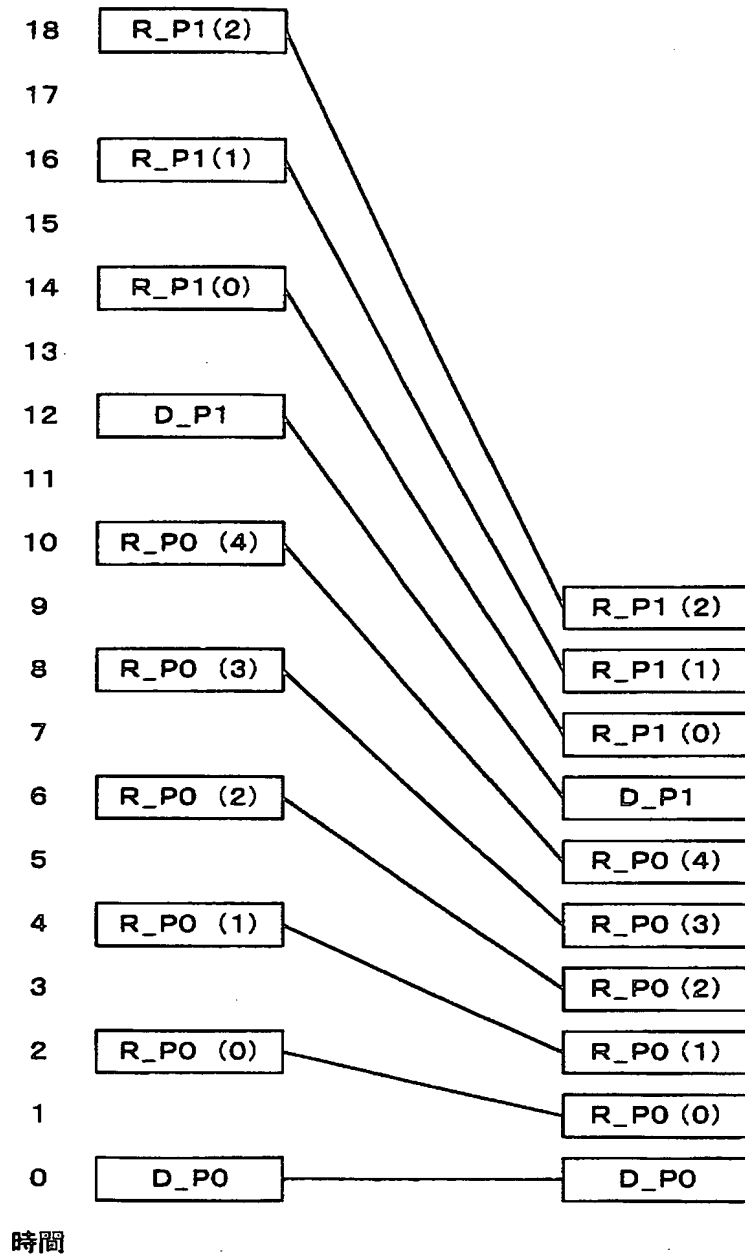 18 R_P1(2)
17
16 R_P1(1)
15
14 R_P1(0)
13
12 D_P1
11
10 R_P0 (4)
9 R_P1 (2)
8 R_P0 (3) R_P1 (1)
7 R_P1 (0)
6 R_P0 (2) D_P1
5 R_P0 (4)
4 R_P0 (1) R_P0 (3)
3 R_P0 (2)
2 R_P0 (0) R_P0 (1)
1 R_P0 (0)
0 D_P0 D_P0
時間